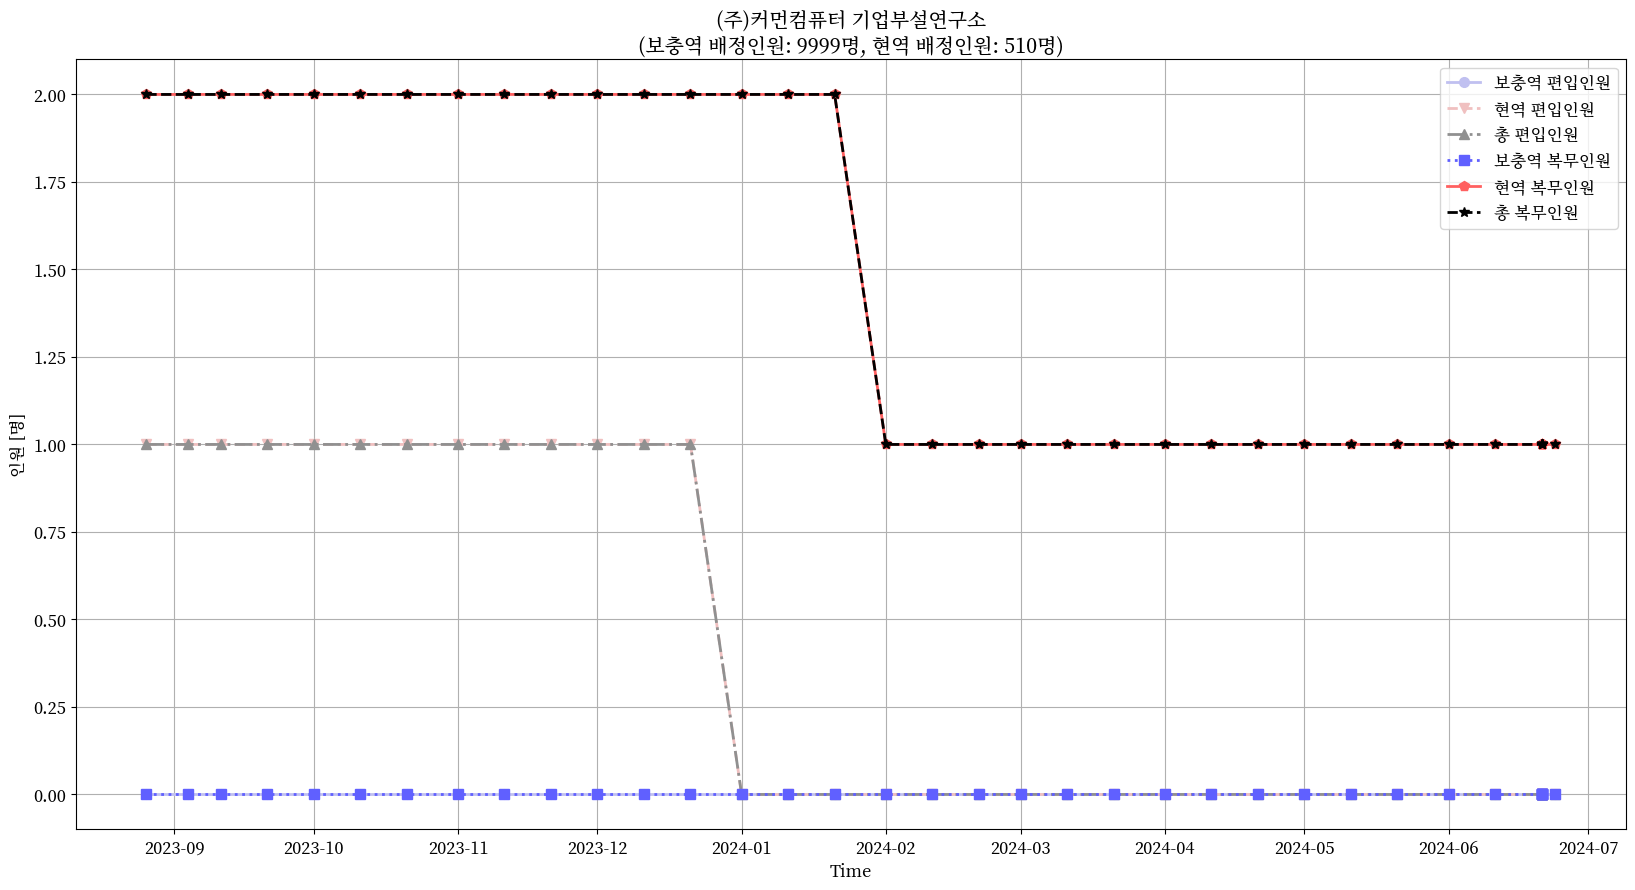 (주)커먼컴퓨터 기업부설연구소
(보충역 배정인원: 9999명, 현역 배정인원: 510명)
보충역 편입인원
현역 편입인원
총 편입인원
보충역 복무인원
현역 복무인원
총 복무인원
2.00
1.75
1.50
1.25
1.00
0.75
0.50
0.25
0.00
인원 [명]
2023-09 2023-10 2023-11 2023-12 2024-01 2024-02 2024-03 2024-04 2024-05 2024-06 2024-07
Time